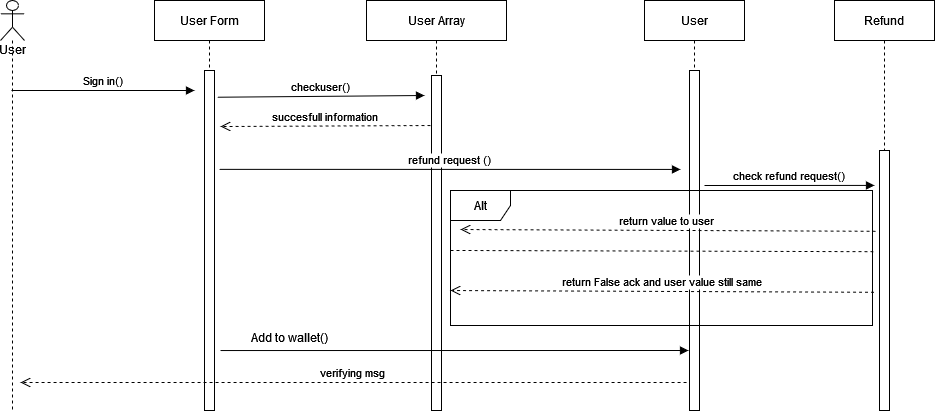 User Form
User Array
User
Refund
User
Sign in()
checkuser()
succesfull information
refund request ()
check refund request()
Alt
return value to user
return False ack and user value still same
Add to wallet()
verifying msg